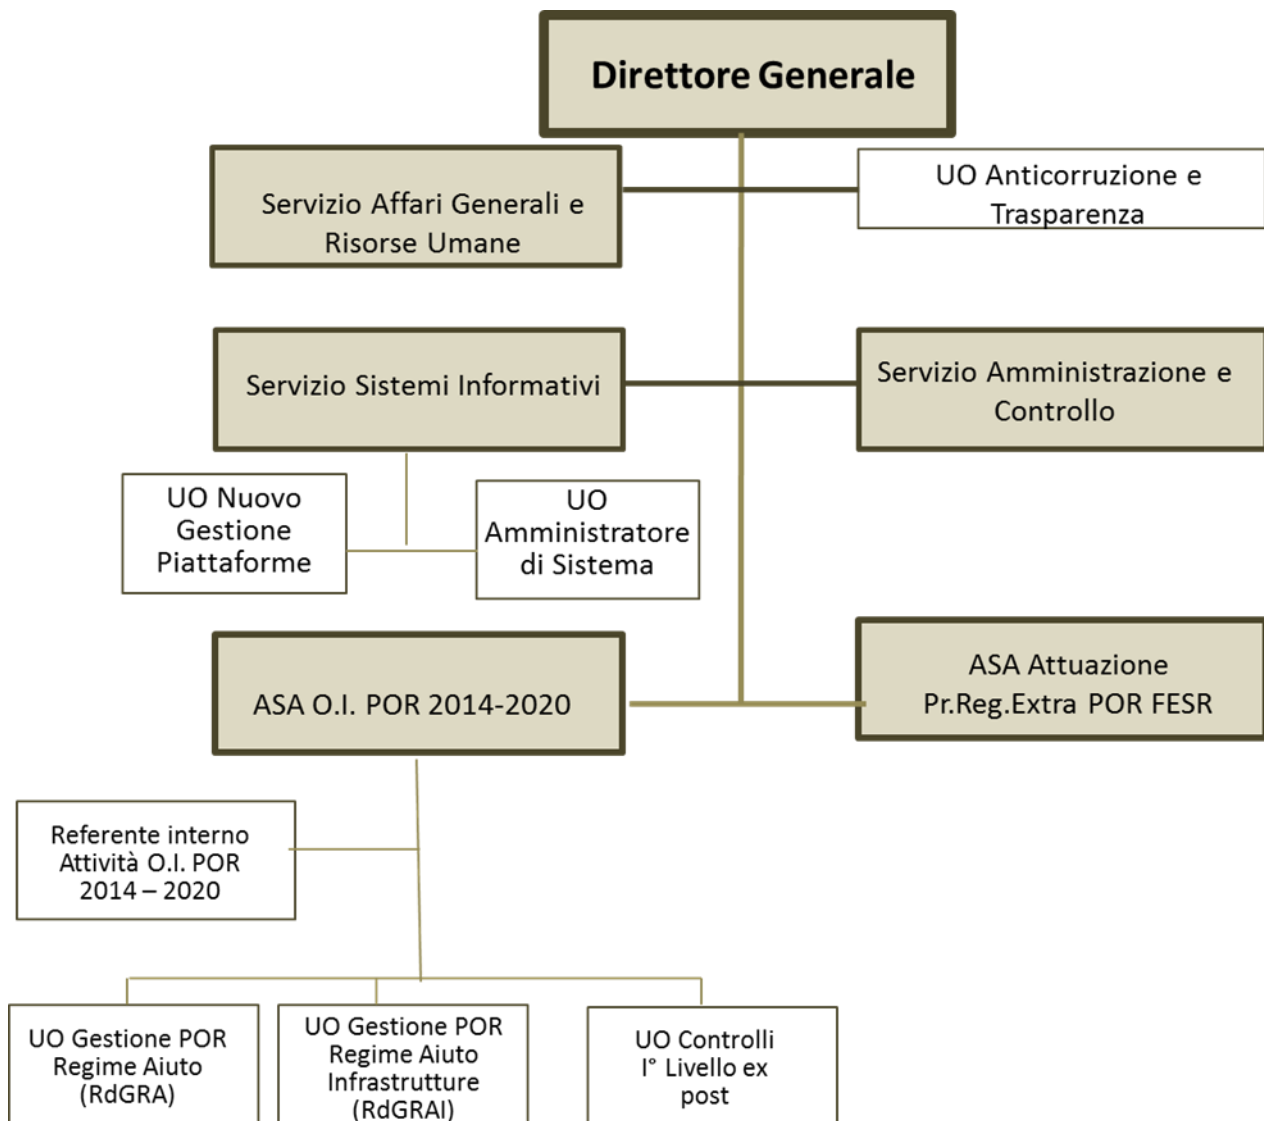 Direttore Generale
Servizio Affari Generali e
Risorse Umane
UO Anticorruzione e
Trasparenza
Servizio Sistemi Informativi
Servizio Amministrazione e
Controllo
UO Nuovo
Gestione
Piattaforme
UO
Amministratore
di Sistema
ASA O.I. POR 2014-2020
ASA Attuazione
Pr.Reg.Extra POR FESR
Referente interno
Attività O.I. POR
2014 – 2020
UO Gestione POR
Regime Aiuto
(RdGRA)
UO Gestione POR
Regime Aiuto
Infrastrutture
(RdGRAI)
UO Controlli
I° Livello ex
post